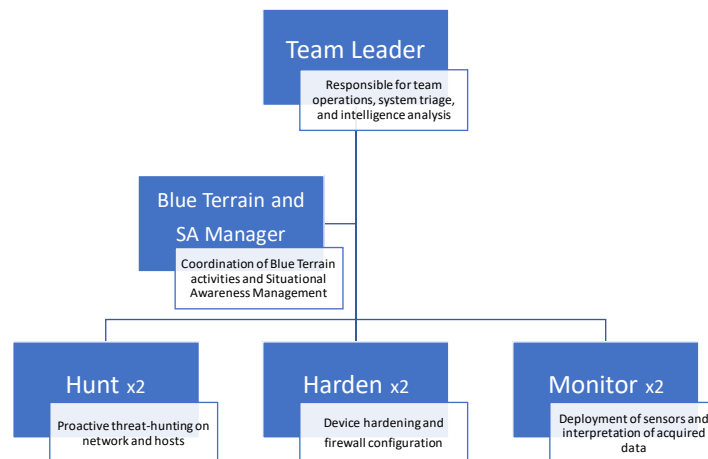 Team Leader
Responsible for team
operations, system triage,
and intelligence analysis
Blue Terrain and
SA Manager
Coordination of Blue Terrain
activities and Situational
Awareness Management
Hunt x2
Proactive threat-hunting on
network and hosts
Harden x2
Device hardening and
firewall configuration
Monitor x2
Deployment of sensors and
interpretation of acquired
data